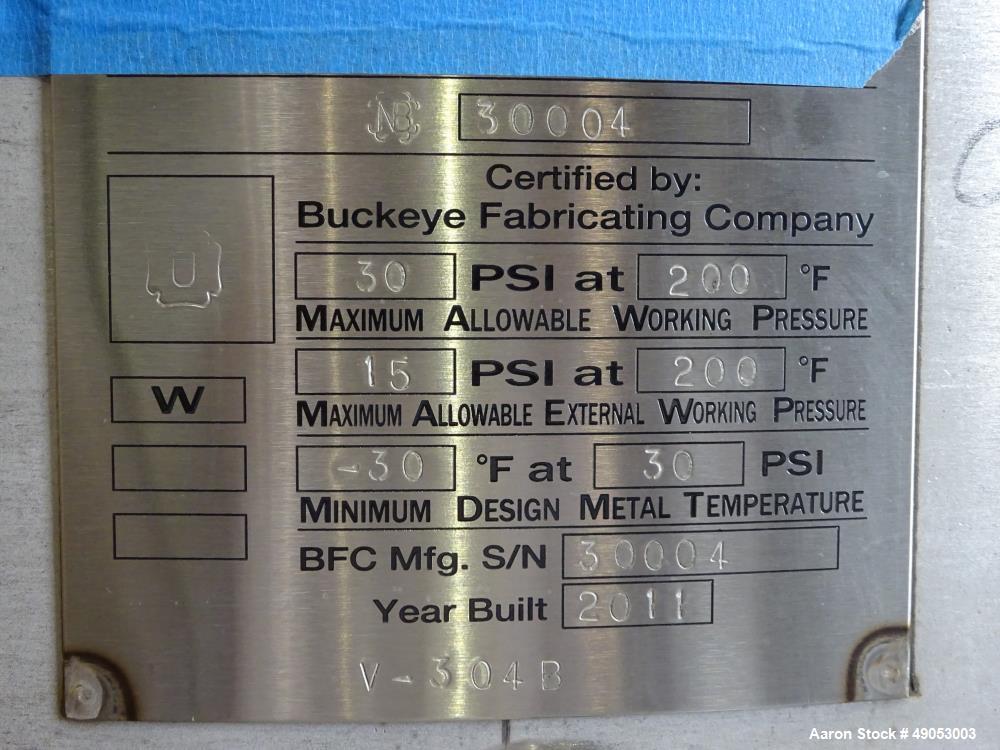 NB 30004
Certified by:
Buckeye Fabricating Company
U
30 PSI at 200 °F
MAXIMUM ALLOWABLE WORKING PRESSURE
W
15 PSI at 200 °F
MAXIMUM ALLOWABLE EXTERNAL WORKING PRESSURE
-30 °F at 30 PSI
MINIMUM DESIGN METAL TEMPERATURE
BFC Mfg. S/N 30004
Year Built 2011
V-304B
Aaron Stock # 49053003